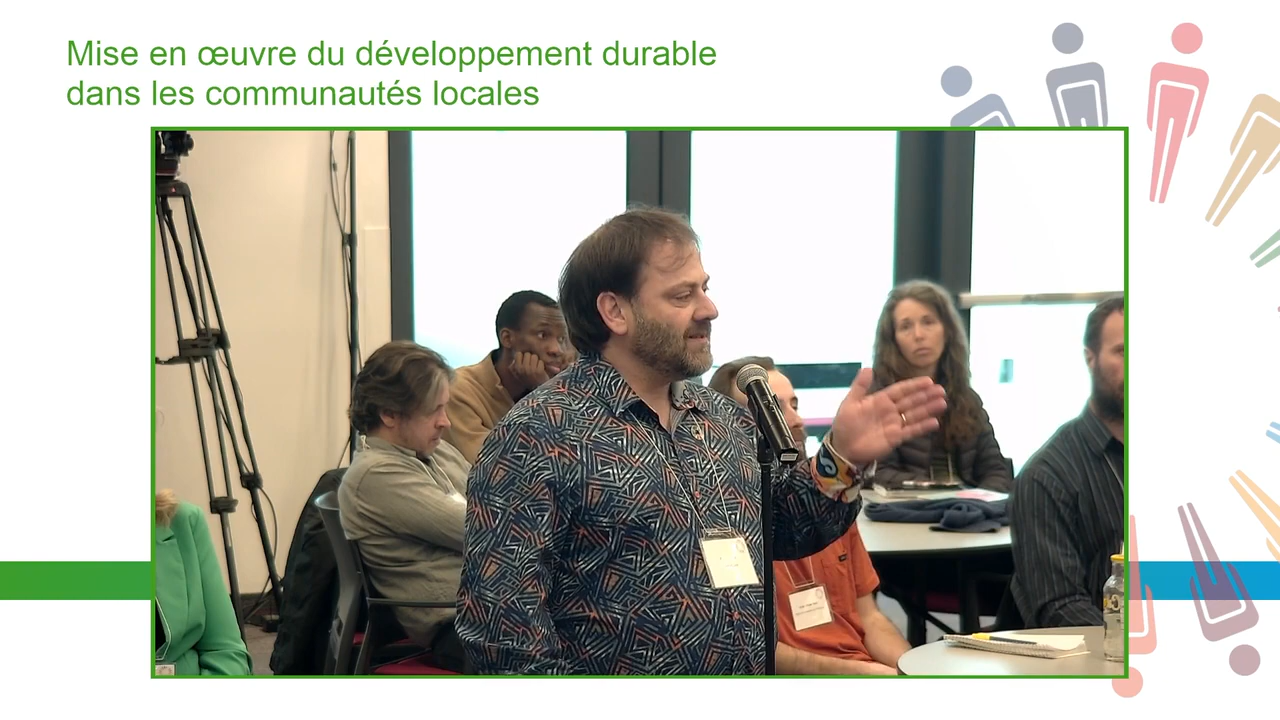 Mise en œuvre du développement durable
dans les communautés locales